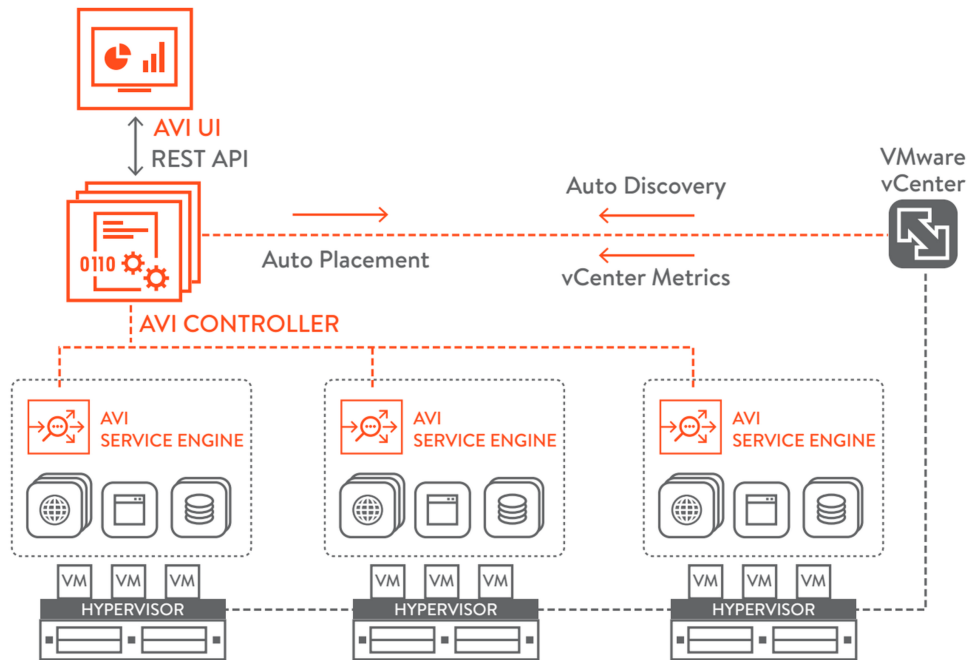 AVI UI
REST API
VMware
vCenter
Auto Discovery
Auto Placement
vCenter Metrics
0110
AVI CONTROLLER
AVI
SERVICE ENGINE
AVI
SERVICE ENGINE
AVI
SERVICE ENGINE
VM VM VM
VM VM VM
VM VM VM
HYPERVISOR
HYPERVISOR
HYPERVISOR